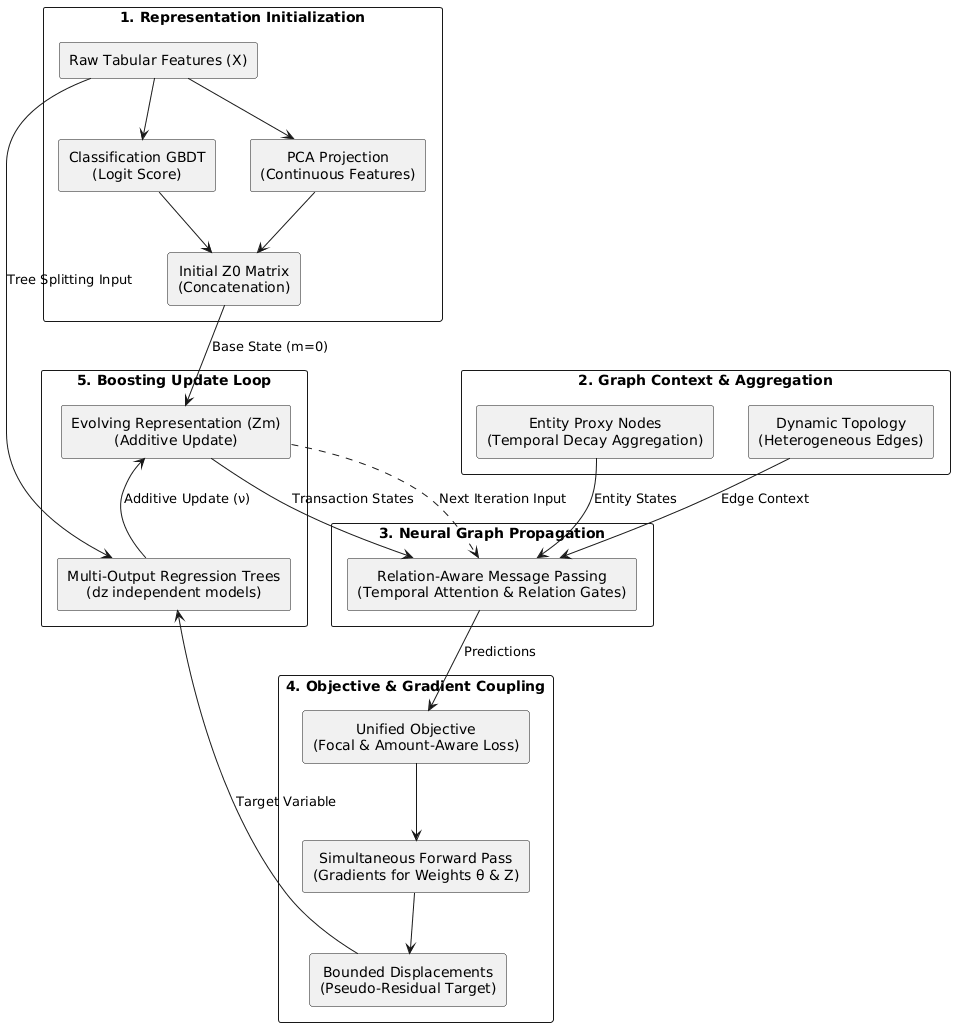 1. Representation Initialization
Raw Tabular Features (X)
Classification GBDT
(Logit Score)
PCA Projection
(Continuous Features)
Initial Z0 Matrix
(Concatenation)
Tree Splitting Input
Base State (m=0)
5. Boosting Update Loop
Evolving Representation (Zm)
(Additive Update)
Additive Update (ν)
Multi-Output Regression Trees
(dz independent models)
2. Graph Context & Aggregation
Entity Proxy Nodes
(Temporal Decay Aggregation)
Dynamic Topology
(Heterogeneous Edges)
Transaction States
Next Iteration Input
Entity States
Edge Context
3. Neural Graph Propagation
Relation-Aware Message Passing
(Temporal Attention & Relation Gates)
Predictions
4. Objective & Gradient Coupling
Unified Objective
(Focal & Amount-Aware Loss)
Target Variable
Simultaneous Forward Pass
(Gradients for Weights θ & Z)
Bounded Displacements
(Pseudo-Residual Target)